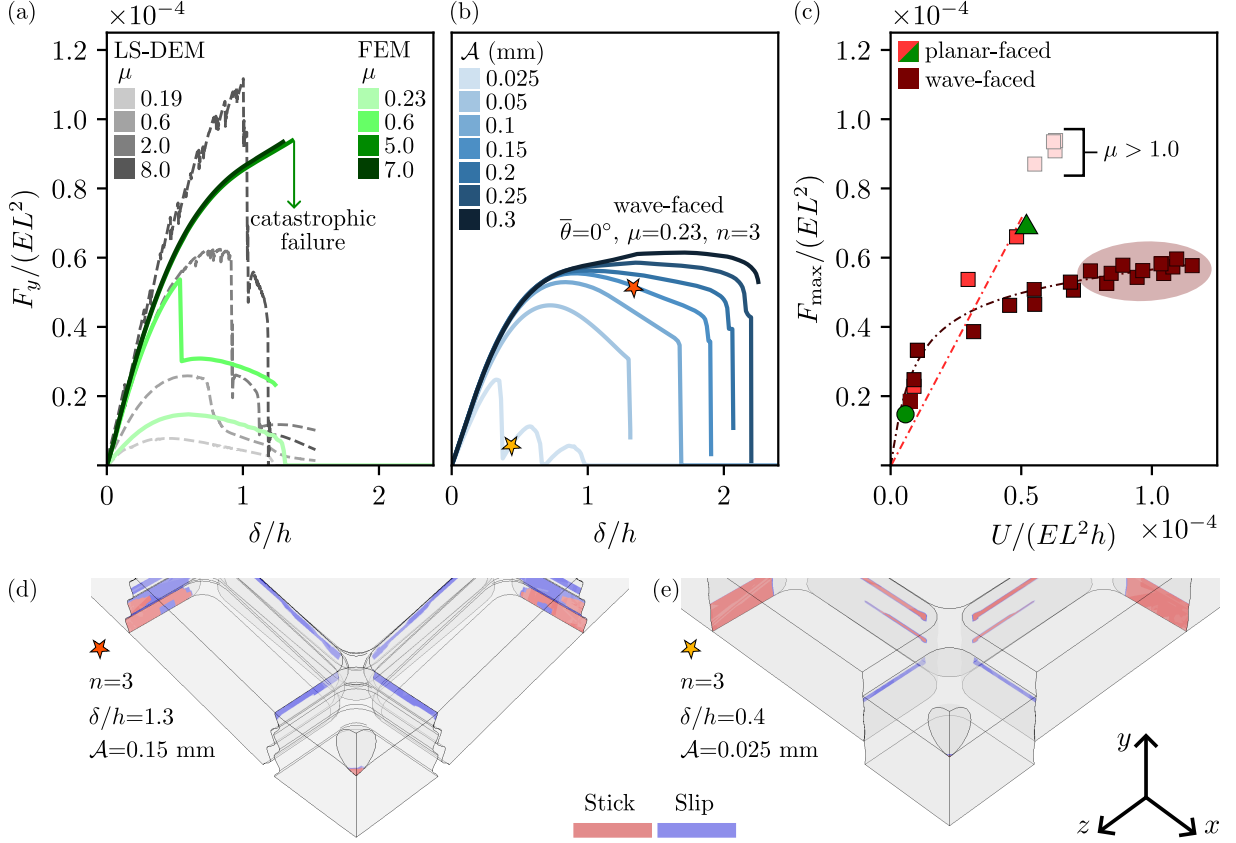 (a)
×10⁻⁴
LS-DEM
FEM
μ
μ
0.19
0.23
0.6
0.6
2.0
5.0
8.0
7.0
catastrophic
failure
1.2
1.0
0.8
0.6
0.4
0.2
F_y/(EL²)
0
1
2
δ/h
(b)
𝒜 (mm)
0.025
0.05
0.1
0.15
0.2
0.25
0.3
wave-faced
θ̅=0°, μ=0.23, n=3
0
1
2
δ/h
(c)
×10⁻⁴
planar-faced
wave-faced
μ > 1.0
1.2
1.0
0.8
0.6
0.4
0.2
F_max/(EL²)
0.0
0.5
1.0
U/(EL²h)
×10⁻⁴
(d)
n=3
δ/h=1.3
𝒜=0.15 mm
(e)
n=3
δ/h=0.4
𝒜=0.025 mm
Stick
Slip
y
z
x